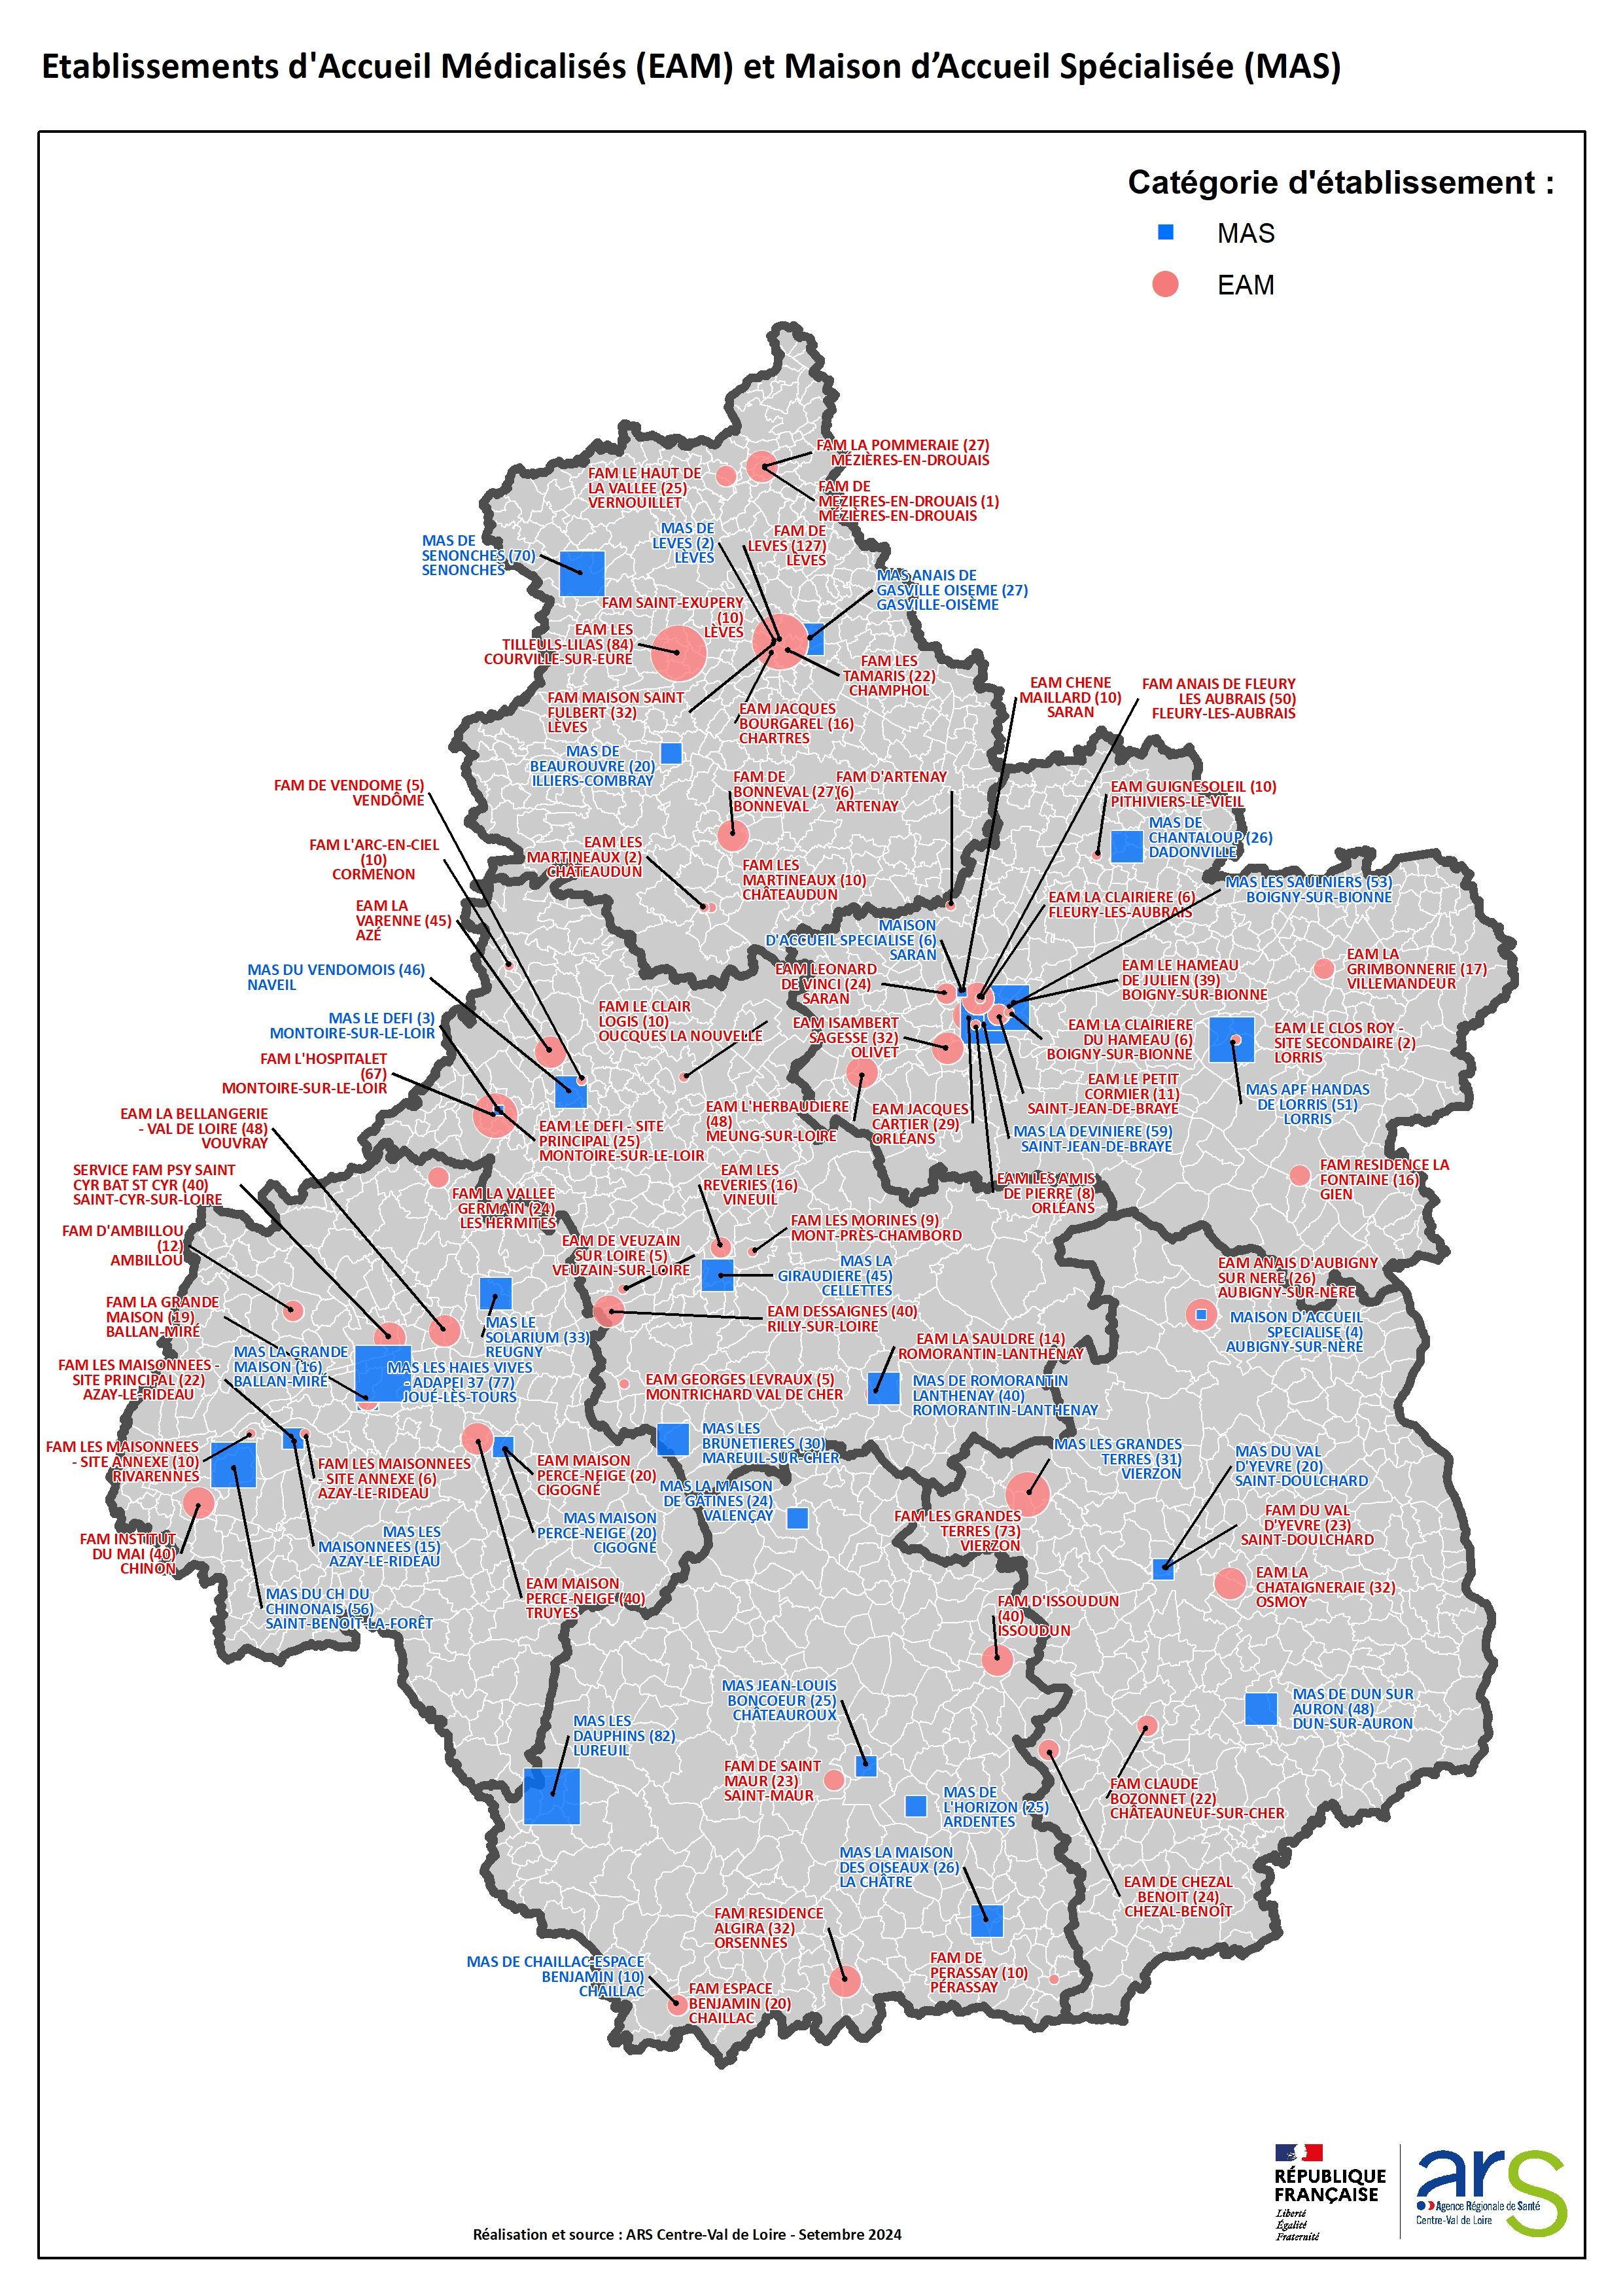 Etablissements d'Accueil Médicalisés (EAM) et Maison d’Accueil Spécialisée (MAS)
Catégorie d'établissement :
MAS
EAM
FAM LA POMMERAIE (27)
MÉZIÈRES-EN-DROUAIS
FAM LE HAUT DE
LA VALLEE (25)
VERNOUILLET
FAM DE
MEZIERES-EN-DROUAIS (1)
MÉZIÈRES-EN-DROUAIS
MAS DE
SENONCHES (70)
SENONCHES
MAS DE
LEVES (2)
LÈVES
FAM DE
LEVES (127)
LÈVES
MAS ANAIS DE
GASVILLE OISEME (27)
GASVILLE-OISÈME
FAM SAINT-EXUPERY
(10)
LÈVES
EAM LES
TILLEULS-LILAS (84)
COURVILLE-SUR-EURE
FAM LES
TAMARIS (22)
CHAMPHOL
FAM MAISON SAINT
FULBERT (32)
LÈVES
EAM JACQUES
BOURGAREL (16)
CHARTRES
EAM CHENE
MAILLARD (10)
SARAN
FAM ANAIS DE FLEURY
LES AUBRAIS (50)
FLEURY-LES-AUBRAIS
MAS DE
BEAUROUVRE (20)
ILLIERS-COMBRAY
FAM DE
BONNEVAL (27)
BONNEVAL
FAM D'ARTENAY
(6)
ARTENAY
EAM GUIGNESOLEIL (10)
PITHIVIERS-LE-VIEIL
MAS DE
CHANTALOUP (26)
DADONVILLE
FAM DE VENDOME (5)
VENDÔME
FAM L'ARC-EN-CIEL
(10)
CORMENON
EAM LES
MARTINEAUX (2)
CHÂTEAUDUN
FAM LES
MARTINEAUX (10)
CHÂTEAUDUN
EAM LA CLAIRIERE (6)
FLEURY-LES-AUBRAIS
MAS LES SAULNIERS (53)
BOIGNY-SUR-BIONNE
EAM LA
VARENNE (45)
AZÉ
MAISON
D'ACCUEIL SPECIALISE (6)
SARAN
MAS DU VENDOMOIS (46)
NAVEIL
EAM LEONARD
DE VINCI (24)
SARAN
EAM LE HAMEAU
DE JULIEN (39)
BOIGNY-SUR-BIONNE
EAM LA
GRIMBONNERIE (17)
VILLEMANDEUR
MAS LE DEFI (3)
MONTOIRE-SUR-LE-LOIR
FAM LE CLAIR
LOGIS (10)
OUCQUES LA NOUVELLE
EAM ISAMBERT
SAGESSE (32)
OLIVET
EAM LA CLAIRIERE
DU HAMEAU (6)
BOIGNY-SUR-BIONNE
EAM LE CLOS ROY -
SITE SECONDAIRE (2)
LORRIS
FAM L'HOSPITALET
(67)
MONTOIRE-SUR-LE-LOIR
EAM LE PETIT
CORMIER (11)
SAINT-JEAN-DE-BRAYE
MAS APF HANDAS
DE LORRIS (51)
LORRIS
EAM LA BELLANGERIE
- VAL DE LOIRE (48)
VOUVRAY
EAM LE DEFI - SITE
PRINCIPAL (25)
MONTOIRE-SUR-LE-LOIR
EAM L'HERBAUDIERE
(48)
MEUNG-SUR-LOIRE
EAM JACQUES
CARTIER (29)
ORLÉANS
MAS LA DEVINIERE (59)
SAINT-JEAN-DE-BRAYE
SERVICE FAM PSY SAINT
CYR BAT ST CYR (40)
SAINT-CYR-SUR-LOIRE
FAM LA VALLEE
GERMAIN (24)
LES HERMITES
EAM LES
REVERIES (16)
VINEUIL
EAM LES AMIS
DE PIERRE (8)
ORLÉANS
FAM RESIDENCE LA
FONTAINE (16)
GIEN
FAM D'AMBILLOU
(12)
AMBILLOU
EAM DE VEUZAIN
SUR LOIRE (5)
VEUZAIN-SUR-LOIRE
FAM LES MORINES (9)
MONT-PRÈS-CHAMBORD
MAS LA
GIRAUDIERE (45)
CELLETTES
EAM ANAIS D'AUBIGNY
SUR NERE (26)
AUBIGNY-SUR-NÈRE
FAM LA GRANDE
MAISON (19)
BALLAN-MIRÉ
MAS LE
SOLARIUM (33)
REUGNY
EAM DESSAIGNES (40)
RILLY-SUR-LOIRE
MAISON D'ACCUEIL
SPECIALISE (4)
AUBIGNY-SUR-NÈRE
MAS LA GRANDE
MAISON (16)
BALLAN-MIRÉ
MAS LES HAIES VIVES
- ADAPEI 37 (77)
JOUÉ-LÈS-TOURS
EAM LA SAULDRE (14)
ROMORANTIN-LANTHENAY
FAM LES MAISONNEES -
SITE PRINCIPAL (22)
AZAY-LE-RIDEAU
EAM GEORGES LEVRAUX (5)
MONTRICHARD VAL DE CHER
MAS DE ROMORANTIN
LANTHENAY (40)
ROMORANTIN-LANTHENAY
FAM LES MAISONNEES
- SITE ANNEXE (10)
RIVARENNES
FAM LES MAISONNEES
- SITE ANNEXE (6)
AZAY-LE-RIDEAU
EAM MAISON
PERCE-NEIGE (20)
CIGOGNÉ
MAS LES
BRUNETIERES (30)
MAREUIL-SUR-CHER
MAS LES GRANDES
TERRES (31)
VIERZON
MAS DU VAL
D'YEVRE (20)
SAINT-DOULCHARD
MAS LA MAISON
DE GATINES (24)
VALENÇAY
FAM INSTITUT
DU MAI (40)
CHINON
MAS LES
MAISONNEES (15)
AZAY-LE-RIDEAU
MAS MAISON
PERCE-NEIGE (20)
CIGOGNÉ
FAM LES GRANDES
TERRES (73)
VIERZON
FAM DU VAL
D'YEVRE (23)
SAINT-DOULCHARD
MAS DU CH DU
CHINONAIS (56)
SAINT-BENOÎT-LA-FORÊT
EAM MAISON
PERCE-NEIGE (40)
TRUYES
FAM D'ISSOUDUN
(40)
ISSOUDUN
EAM LA
CHATAIGNERAIE (32)
OSMOY
MAS JEAN-LOUIS
BONCOEUR (25)
CHÂTEAUROUX
MAS DE DUN SUR
AURON (48)
DUN-SUR-AURON
MAS LES
DAUPHINS (82)
LUREUIL
FAM DE SAINT
MAUR (23)
SAINT-MAUR
MAS DE
L'HORIZON (25)
ARDENTES
FAM CLAUDE
BOZONNET (22)
CHÂTEAUNEUF-SUR-CHER
MAS LA MAISON
DES OISEAUX (26)
LA CHÂTRE
EAM DE CHEZAL
BENOIT (24)
CHEZAL-BENOÎT
FAM RESIDENCE
ALGIRA (32)
ORSENNES
MAS DE CHAILLAC ESPACE
BENJAMIN (10)
CHAILLAC
FAM ESPACE
BENJAMIN (20)
CHAILLAC
FAM DE
PERASSAY (10)
PÉRASSAY
RÉPUBLIQUE
FRANÇAISE
Liberté
Égalité
Fraternité
ars
Agence Régionale de Santé
Centre-Val de Loire
Réalisation et source : ARS Centre-Val de Loire - Setembre 2024